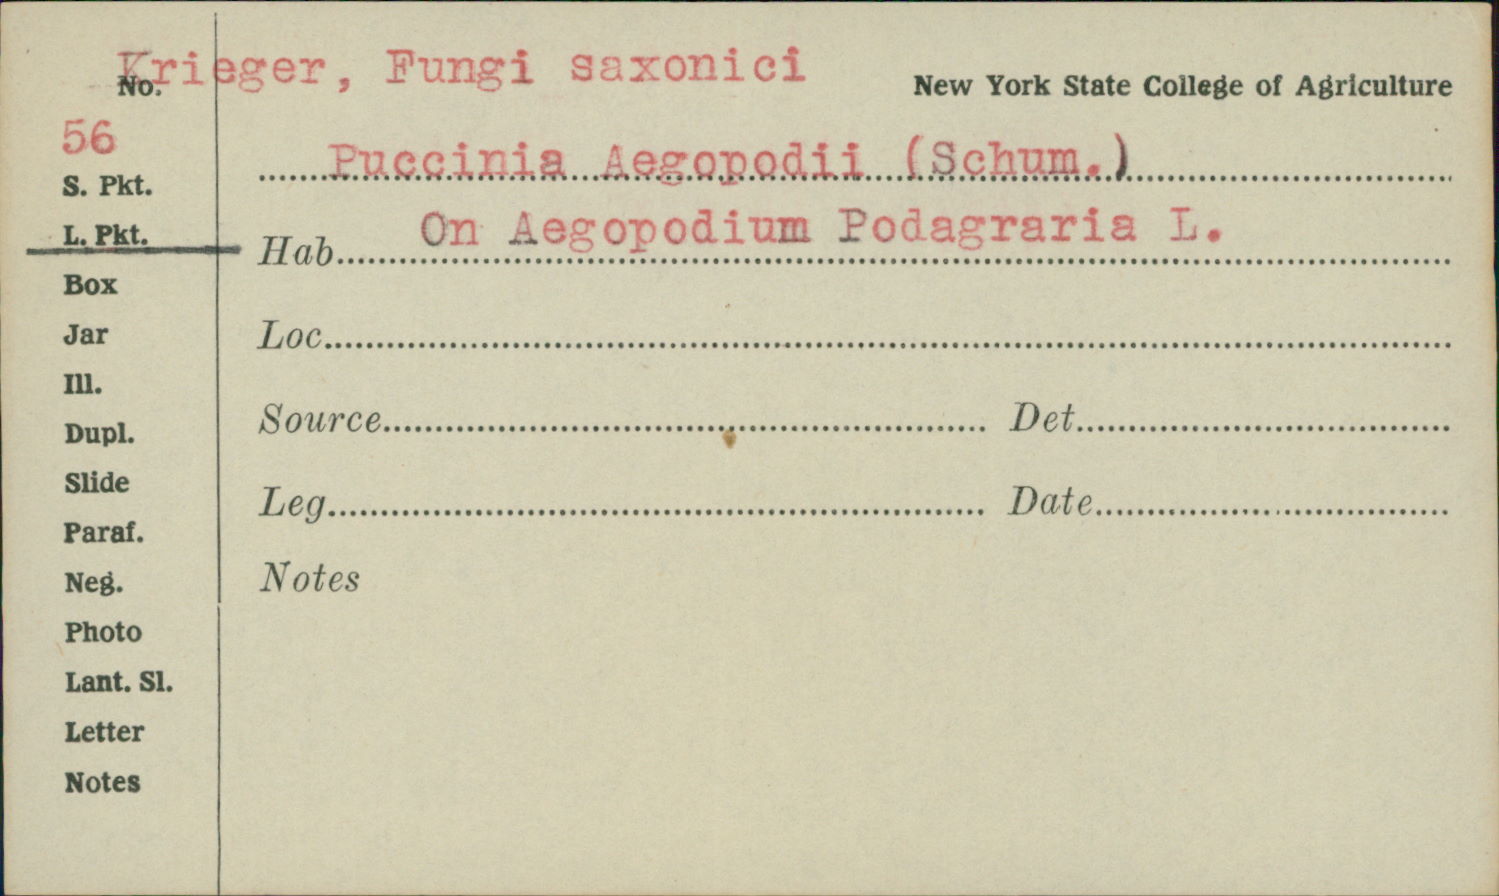 Krieger, Fungi saxonici
No.
New York State College of Agriculture
56
Puccinia Aegopodii (Schum.)
S. Pkt.
L. Pkt.
Hab. On Aegopodium Podagraria L.
Box
Jar
Loc.
Ill.
Source Det.
Dupl.
Slide
Leg. Date
Paraf.
Neg.
Notes
Photo
Lant. Sl.
Letter
Notes